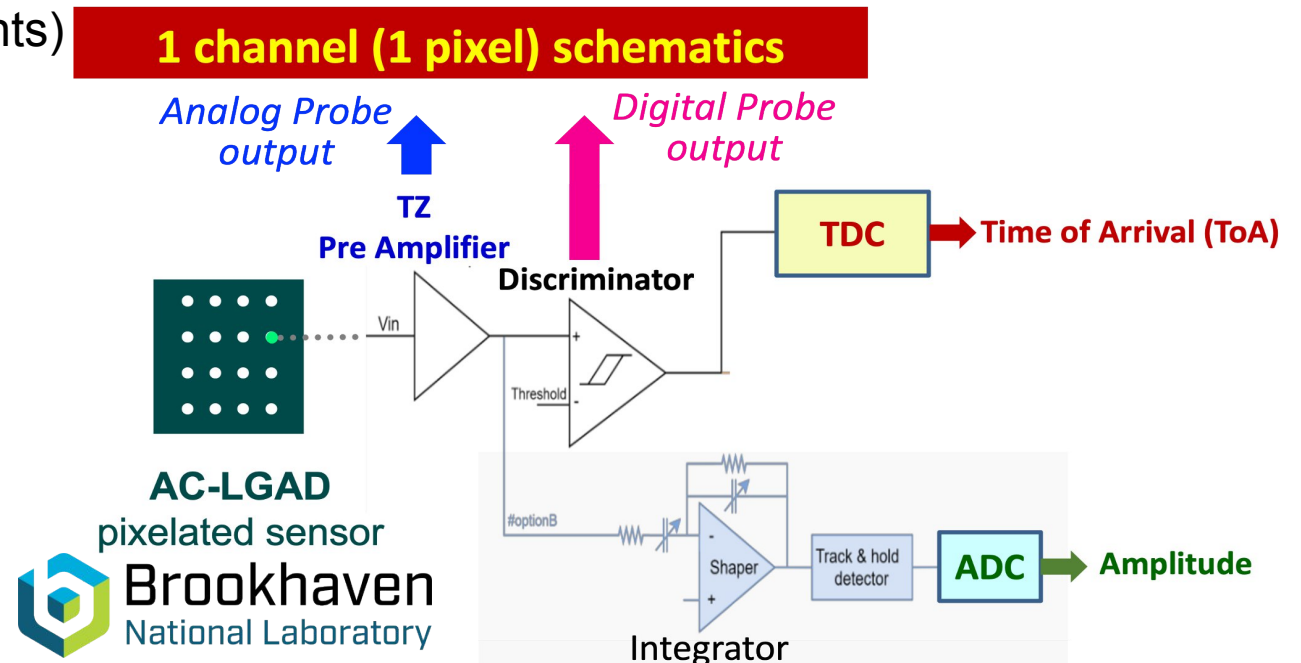 nts)
1 channel (1 pixel) schematics
Analog Probe
output
Digital Probe
output
TZ
Pre Amplifier
Discriminator
TDC
Time of Arrival (ToA)
Vin
+
Threshold
-
AC-LGAD
pixelated sensor
#optionB
-
Shaper
+
Track & hold
detector
ADC
Amplitude
Integrator
Brookhaven
National Laboratory